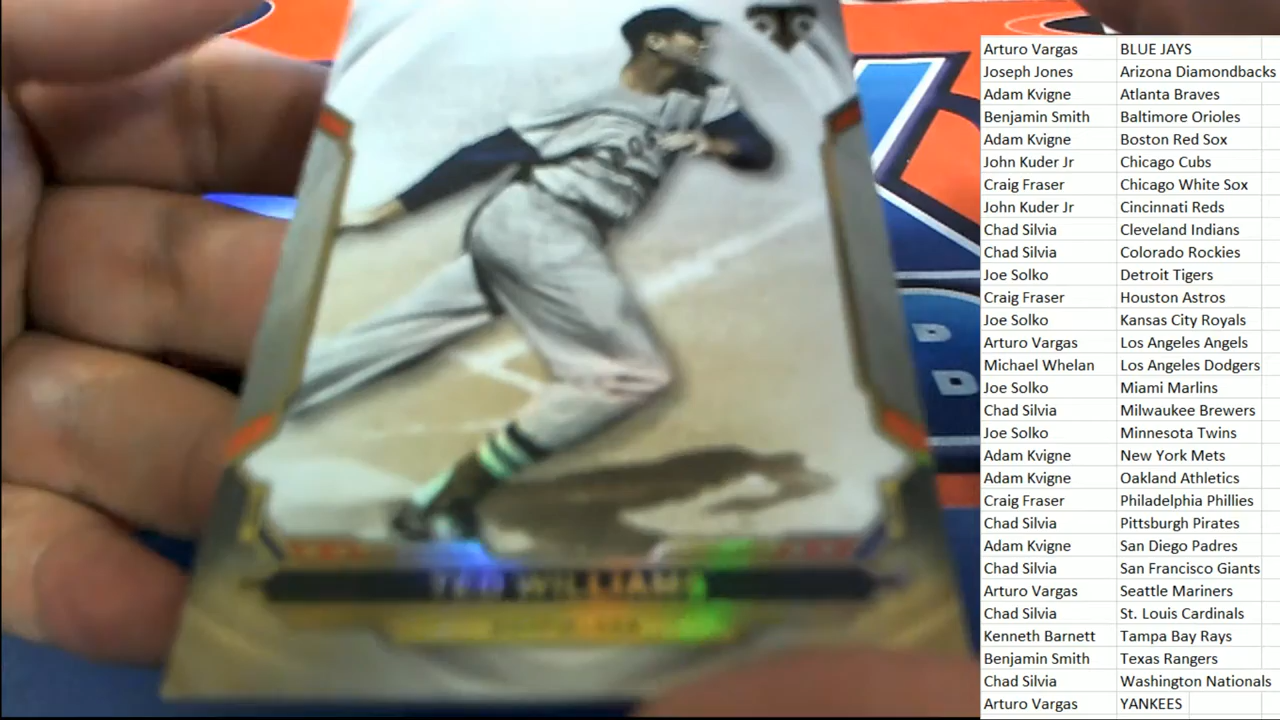 BOS
TED WILLIAMS
D
D
Arturo Vargas BLUE JAYS
Joseph Jones Arizona Diamondbacks
Adam Kvigne Atlanta Braves
Benjamin Smith Baltimore Orioles
Adam Kvigne Boston Red Sox
John Kuder Jr Chicago Cubs
Craig Fraser Chicago White Sox
John Kuder Jr Cincinnati Reds
Chad Silvia Cleveland Indians
Chad Silvia Colorado Rockies
Joe Solko Detroit Tigers
Craig Fraser Houston Astros
Joe Solko Kansas City Royals
Arturo Vargas Los Angeles Angels
Michael Whelan Los Angeles Dodgers
Joe Solko Miami Marlins
Chad Silvia Milwaukee Brewers
Joe Solko Minnesota Twins
Adam Kvigne New York Mets
Adam Kvigne Oakland Athletics
Craig Fraser Philadelphia Phillies
Chad Silvia Pittsburgh Pirates
Adam Kvigne San Diego Padres
Chad Silvia San Francisco Giants
Arturo Vargas Seattle Mariners
Chad Silvia St. Louis Cardinals
Kenneth Barnett Tampa Bay Rays
Benjamin Smith Texas Rangers
Chad Silvia Washington Nationals
Arturo Vargas YANKEES